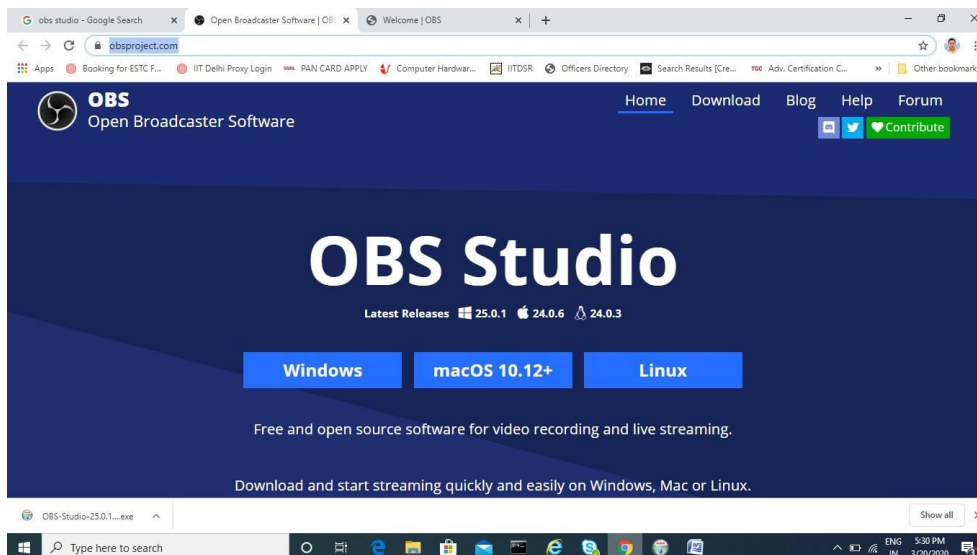 obs studio - Google Search
Open Broadcaster Software | OB
Welcome | OBS
obsproject.com
Apps
Booking for ESTC F...
IIT Delhi Proxy Login
PAN CARD APPLY
Computer Hardwar...
IITDSR
Officers Directory
Search Results [Cre...
TGC Adv. Certification C...
Other bookmark
OBS
Open Broadcaster Software
Home Download Blog Help Forum
Contribute
OBS Studio
Latest Releases 25.0.1 24.0.6 24.0.3
Windows macOS 10.12+ Linux
Free and open source software for video recording and live streaming.
Download and start streaming quickly and easily on Windows, Mac or Linux.
OBS-Studio-25.0.1....exe
Show all
Type here to search
ENG
IN
5:30 PM
3/20/2020